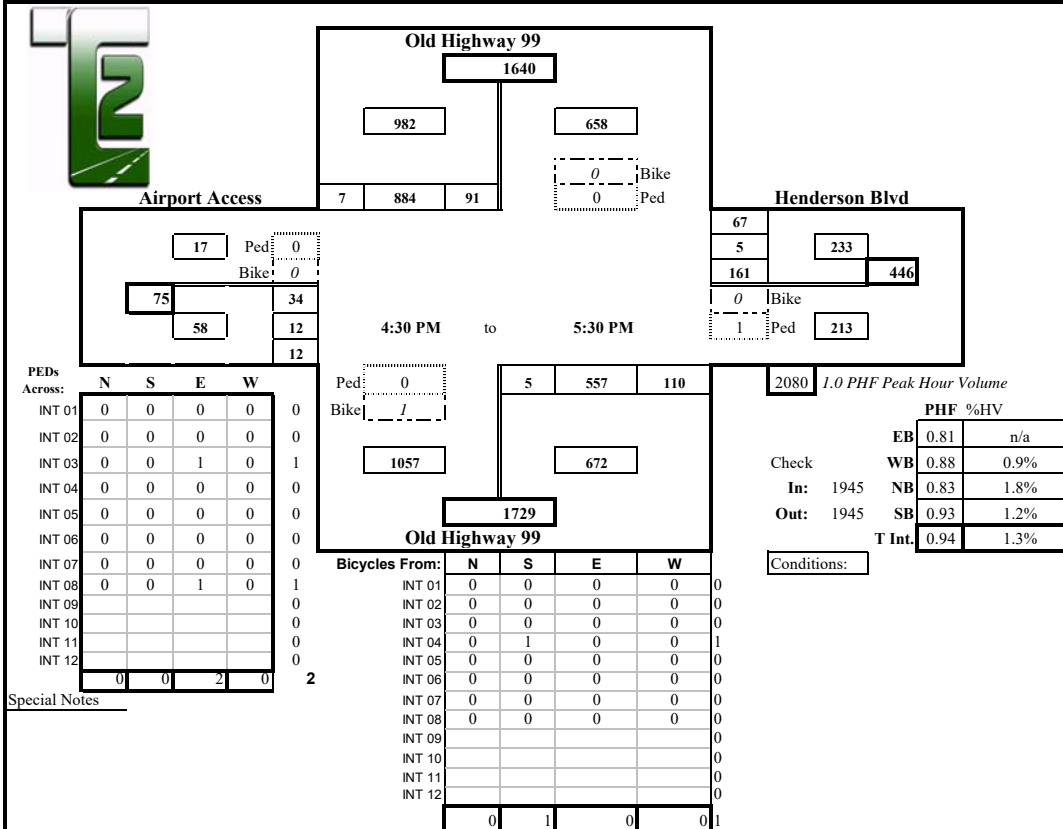 T2
Old Highway 99
1640
982 658
0 Bike
0 Ped
Airport Access 7 884 91 Henderson Blvd
67
17 Ped 0 5 233
Bike 0 161 446
75 34 0 Bike
58 12 4:30 PM to 5:30 PM 1 Ped 213
12
PEDs
Across: N S E W Ped 0 5 557 110 2080 1.0 PHF Peak Hour Volume
INT 01 0 0 0 0 0 Bike 1 PHF %HV
INT 02 0 0 0 0 0 EB 0.81 n/a
INT 03 0 0 1 0 1 1057 672 Check WB 0.88 0.9%
INT 04 0 0 0 0 0 In: 1945 NB 0.83 1.8%
INT 05 0 0 0 0 0 1729 Out: 1945 SB 0.93 1.2%
INT 06 0 0 0 0 0 Old Highway 99 T Int. 0.94 1.3%
INT 07 0 0 0 0 0 Bicycles From: N S E W Conditions:
INT 08 0 0 1 0 1 INT 01 0 0 0 0 0
INT 09 0 INT 02 0 0 0 0 0
INT 10 0 INT 03 0 0 0 0 0
INT 11 0 INT 04 0 1 0 0 1
INT 12 0 INT 05 0 0 0 0 0
0 0 2 0 2 INT 06 0 0 0 0 0
Special Notes INT 07 0 0 0 0 0
INT 08 0 0 0 0 0
INT 09 0
INT 10 0
INT 11 0
INT 12 0
0 1 0 0 1